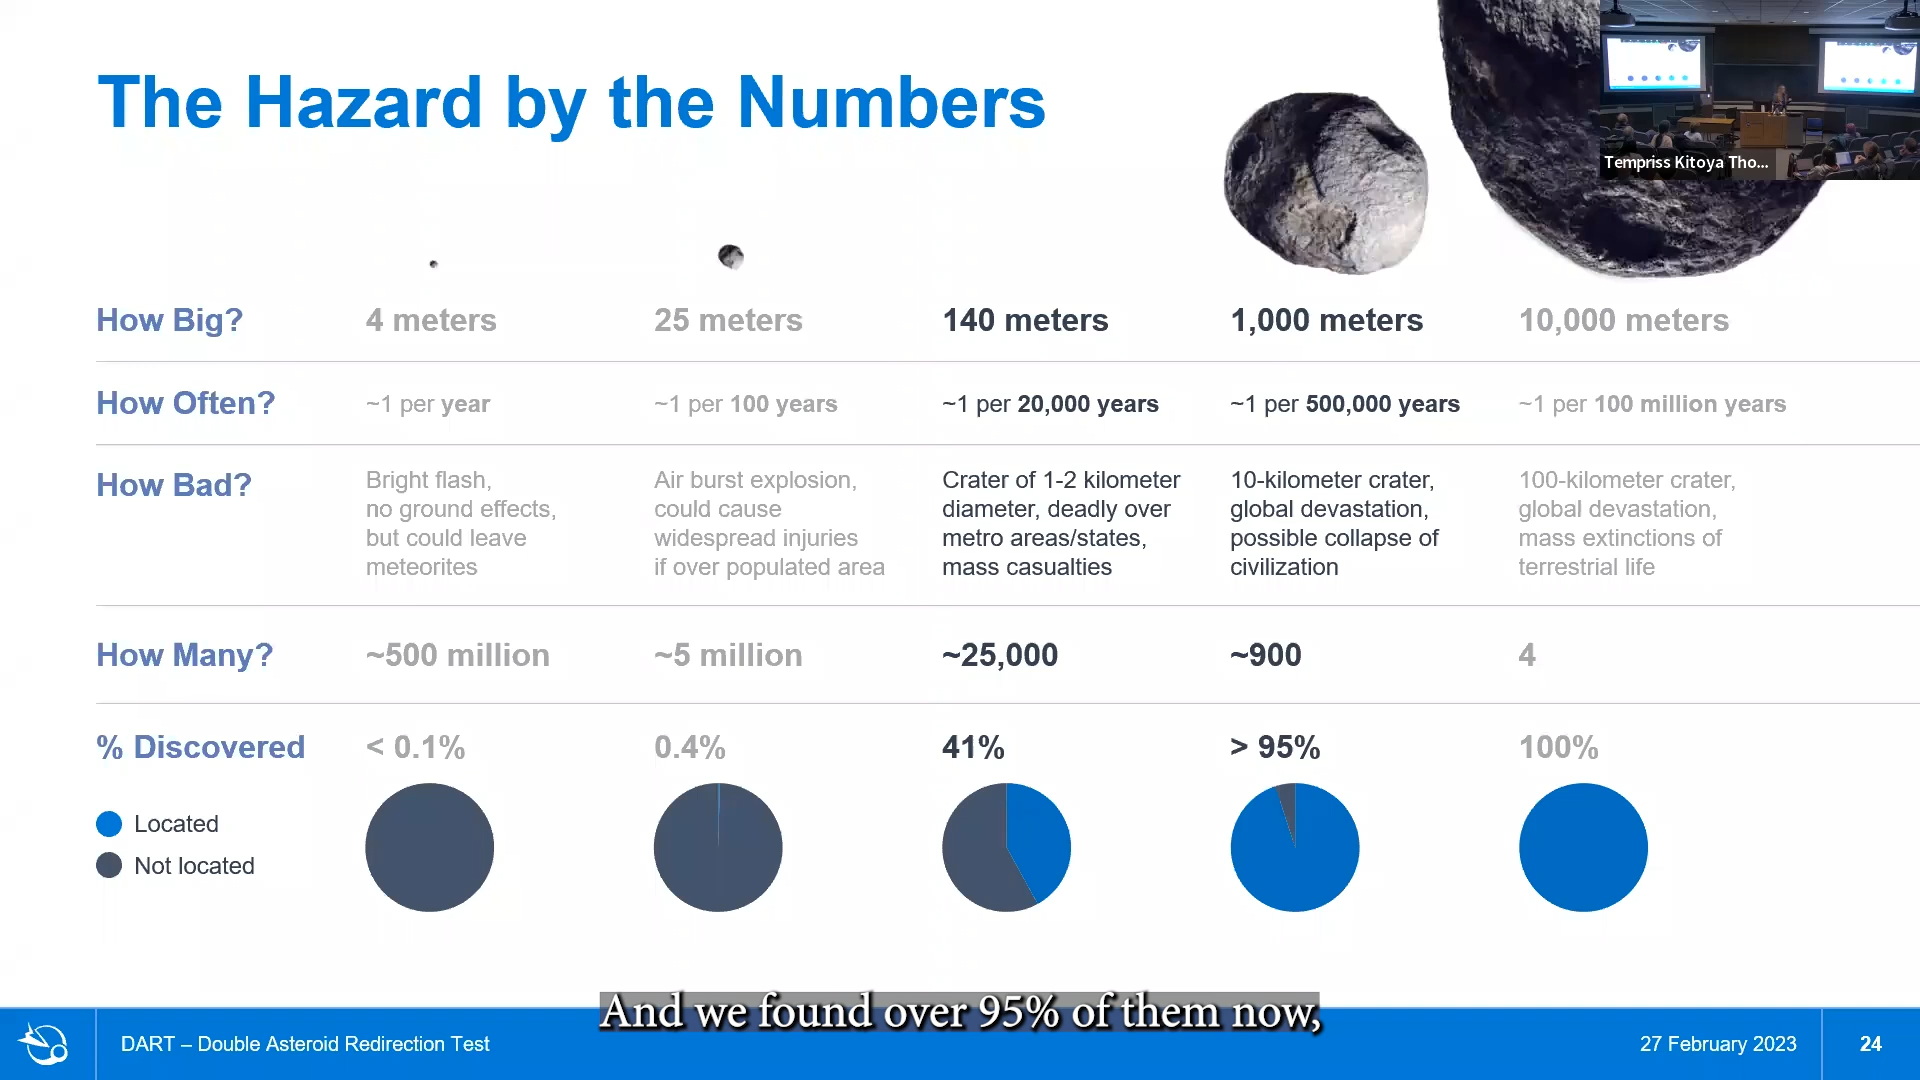 The Hazard by the Numbers
Tempriss Kitoya Tho...
How Big?
4 meters
25 meters
140 meters
1,000 meters
10,000 meters
How Often?
~1 per year
~1 per 100 years
~1 per 20,000 years
~1 per 500,000 years
~1 per 100 million years
How Bad?
Bright flash,
no ground effects,
but could leave
meteorites
Air burst explosion,
could cause
widespread injuries
if over populated area
Crater of 1-2 kilometer
diameter, deadly over
metro areas/states,
mass casualties
10-kilometer crater,
global devastation,
possible collapse of
civilization
100-kilometer crater,
global devastation,
mass extinctions of
terrestrial life
How Many?
~500 million
~5 million
~25,000
~900
4
% Discovered
< 0.1%
0.4%
41%
> 95%
100%
Located
Not located
And we found over 95% of them now,
DART – Double Asteroid Redirection Test
27 February 2023
24